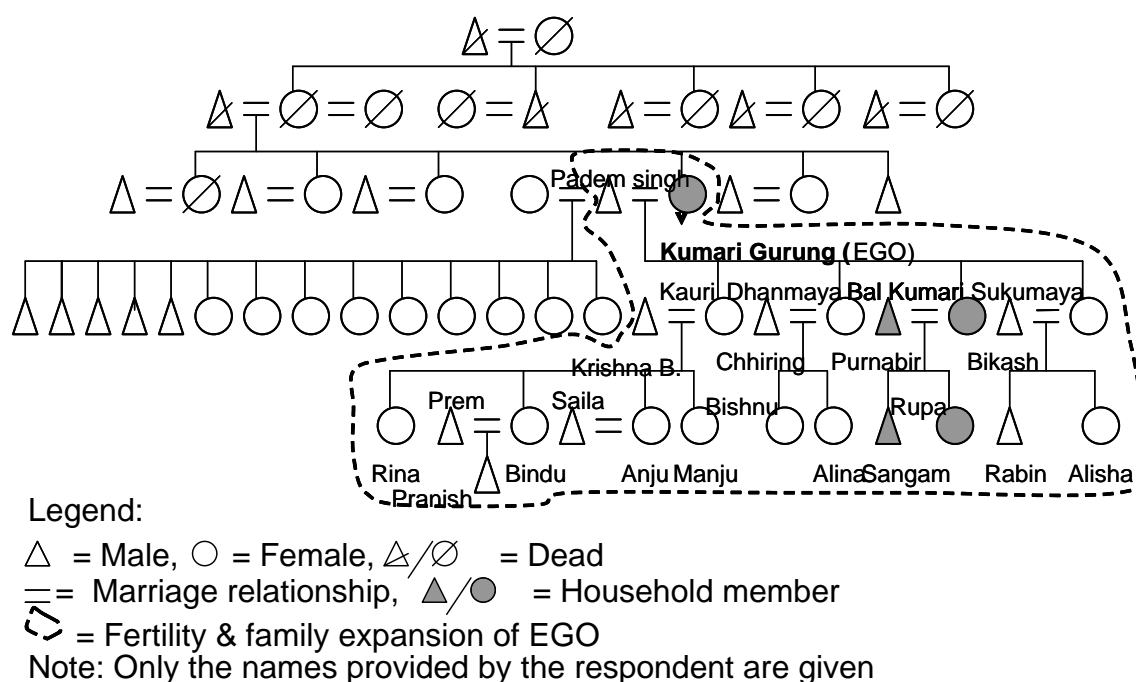 Padem singh
Kumari Gurung (EGO)
Kauri Dhanmaya Bal Kumari Sukumaya
Krishna B. Chhiring Purnabir Bikash
Prem Saila Bishnu Rupa
Rina Bindu Anju Manju Alina Sangam Rabin Alisha
Pranish
Legend:
= Male, = Female, / = Dead
== Marriage relationship, / = Household member
= Fertility & family expansion of EGO
Note: Only the names provided by the respondent are given